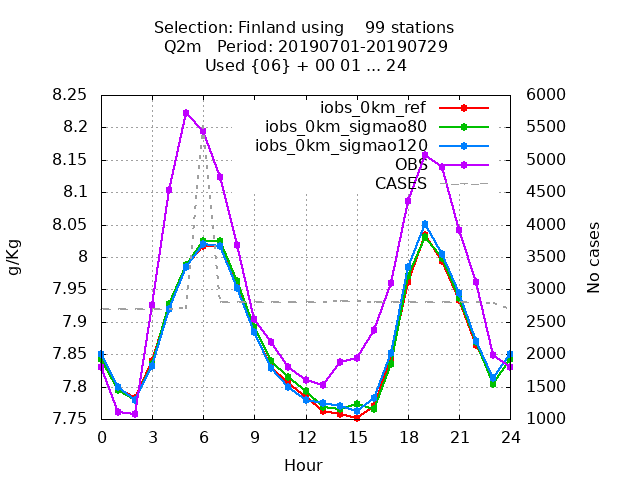 Selection: Finland using 99 stations
Q2m Period: 20190701-20190729
Used {06} + 00 01 ... 24
8.25
8.2
8.15
8.1
8.05
8
7.95
7.9
7.85
7.8
7.75
g/Kg
6000
5500
5000
4500
4000
3500
3000
2500
2000
1500
1000
No cases
iobs_0km_ref
iobs_0km_sigmao80
iobs_0km_sigmao120
OBS
CASES
0 3 6 9 12 15 18 21 24
Hour